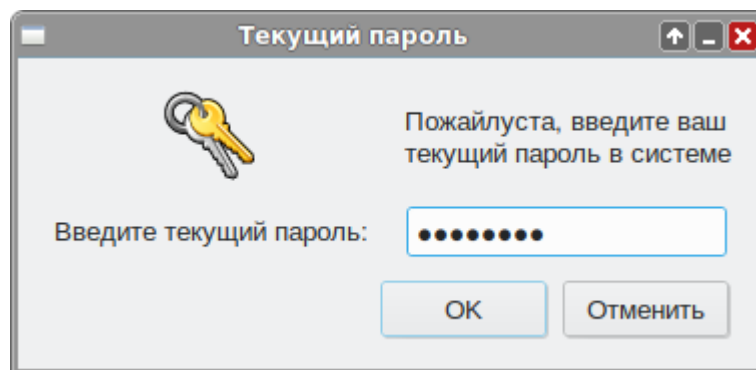 Текущий пароль
Пожайлуста, введите ваш
текущий пароль в системе
Введите текущий пароль: ●●●●●●●●
OK Отменить